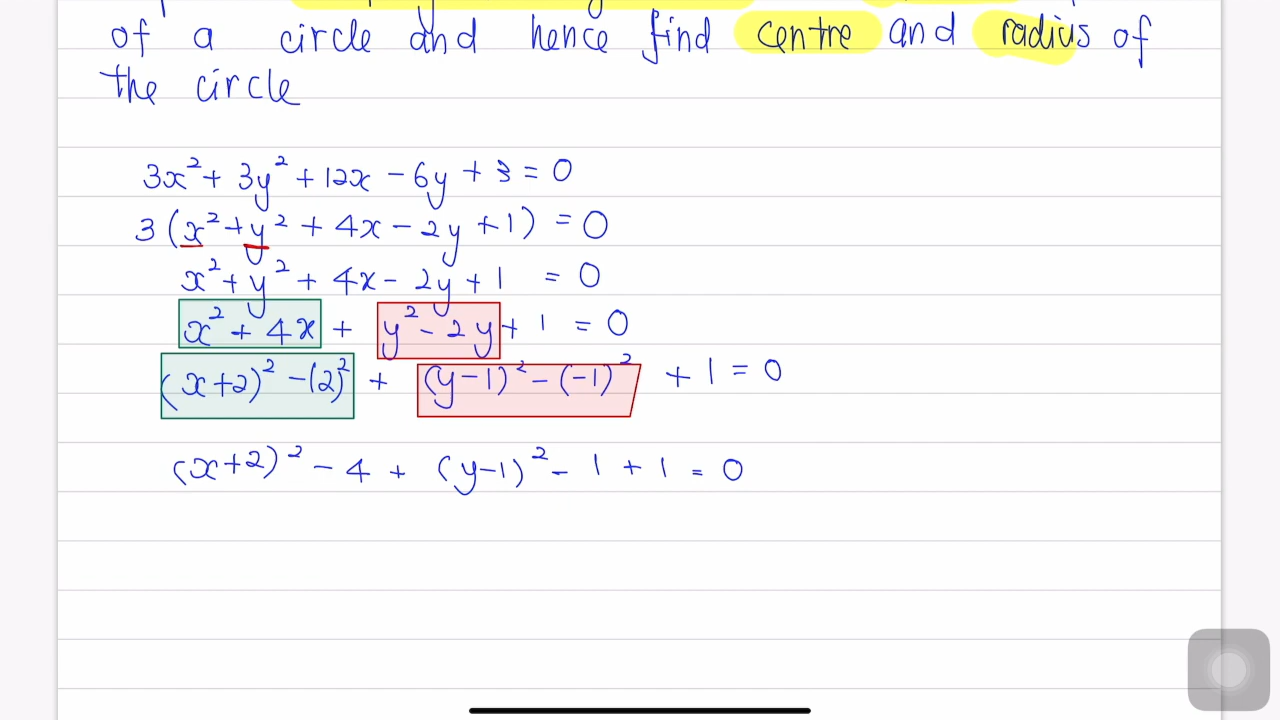 of a circle and hence find centre and radius of
the circle
3x² + 3y² + 12x - 6y + 3 = 0
3 (x² + y² + 4x - 2y + 1) = 0
x² + y² + 4x - 2y + 1 = 0
x² + 4x + y² - 2y + 1 = 0
(x+2)² - (2)² + (y-1)² - (-1)² + 1 = 0
(x+2)² - 4 + (y-1)² - 1 + 1 = 0